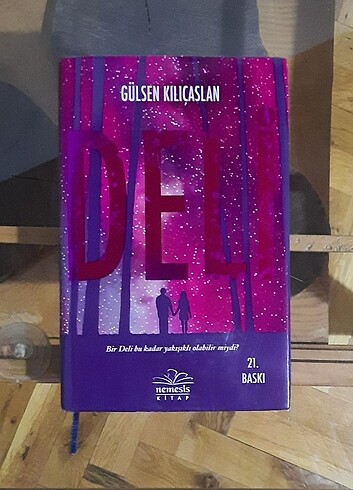 GÜLSEN KILIÇASLAN
DELİ
Bir Deli bu kadar yakışıklı olabilir miydi?
21.
BASKI
nemesis
KİTAP